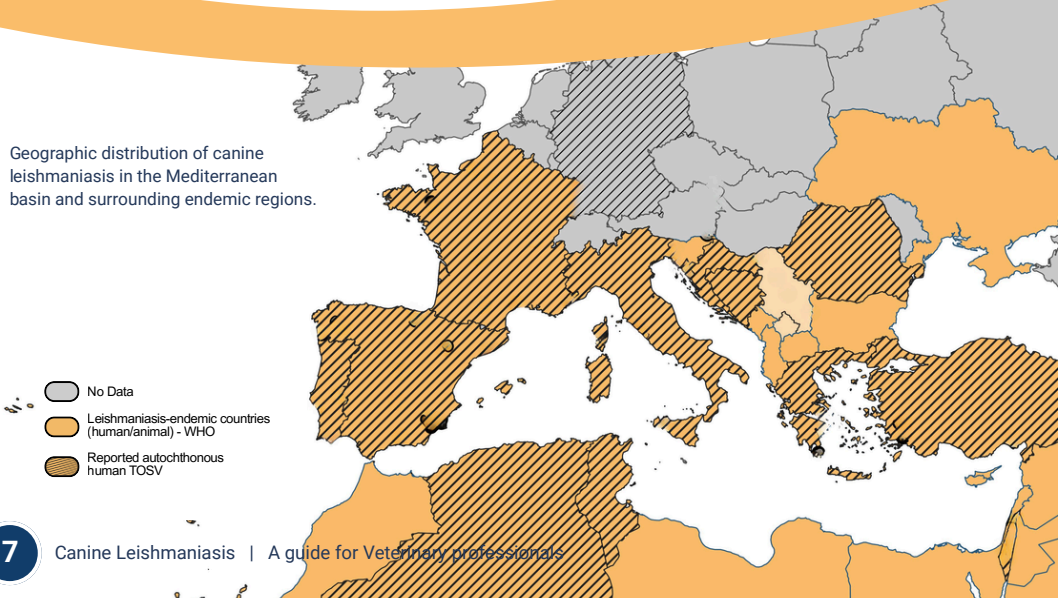 Geographic distribution of canine
leishmaniasis in the Mediterranean
basin and surrounding endemic regions.
No Data
Leishmaniasis-endemic countries
(human/animal) - WHO
Reported autochthonous
human TOSV
7 Canine Leishmaniasis | A guide for Veterinary professionals